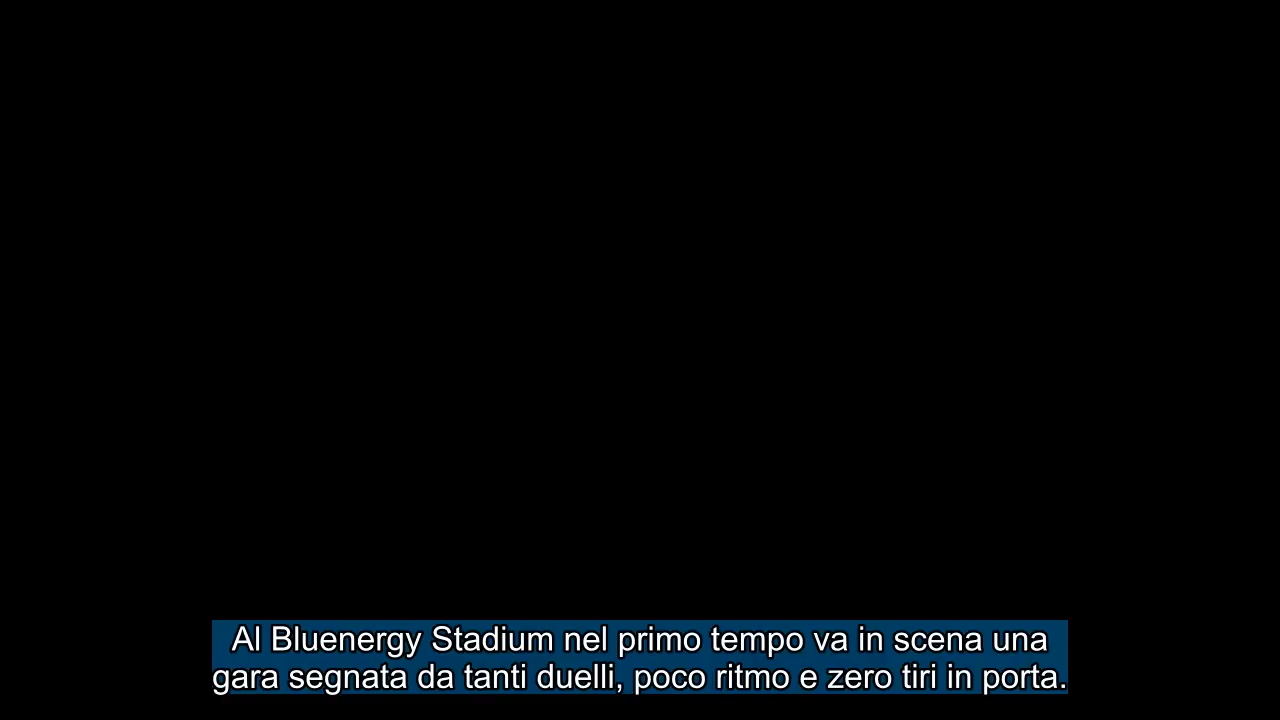 Al Bluenergy Stadium nel primo tempo va in scena una
gara segnata da tanti duelli, poco ritmo e zero tiri in porta.